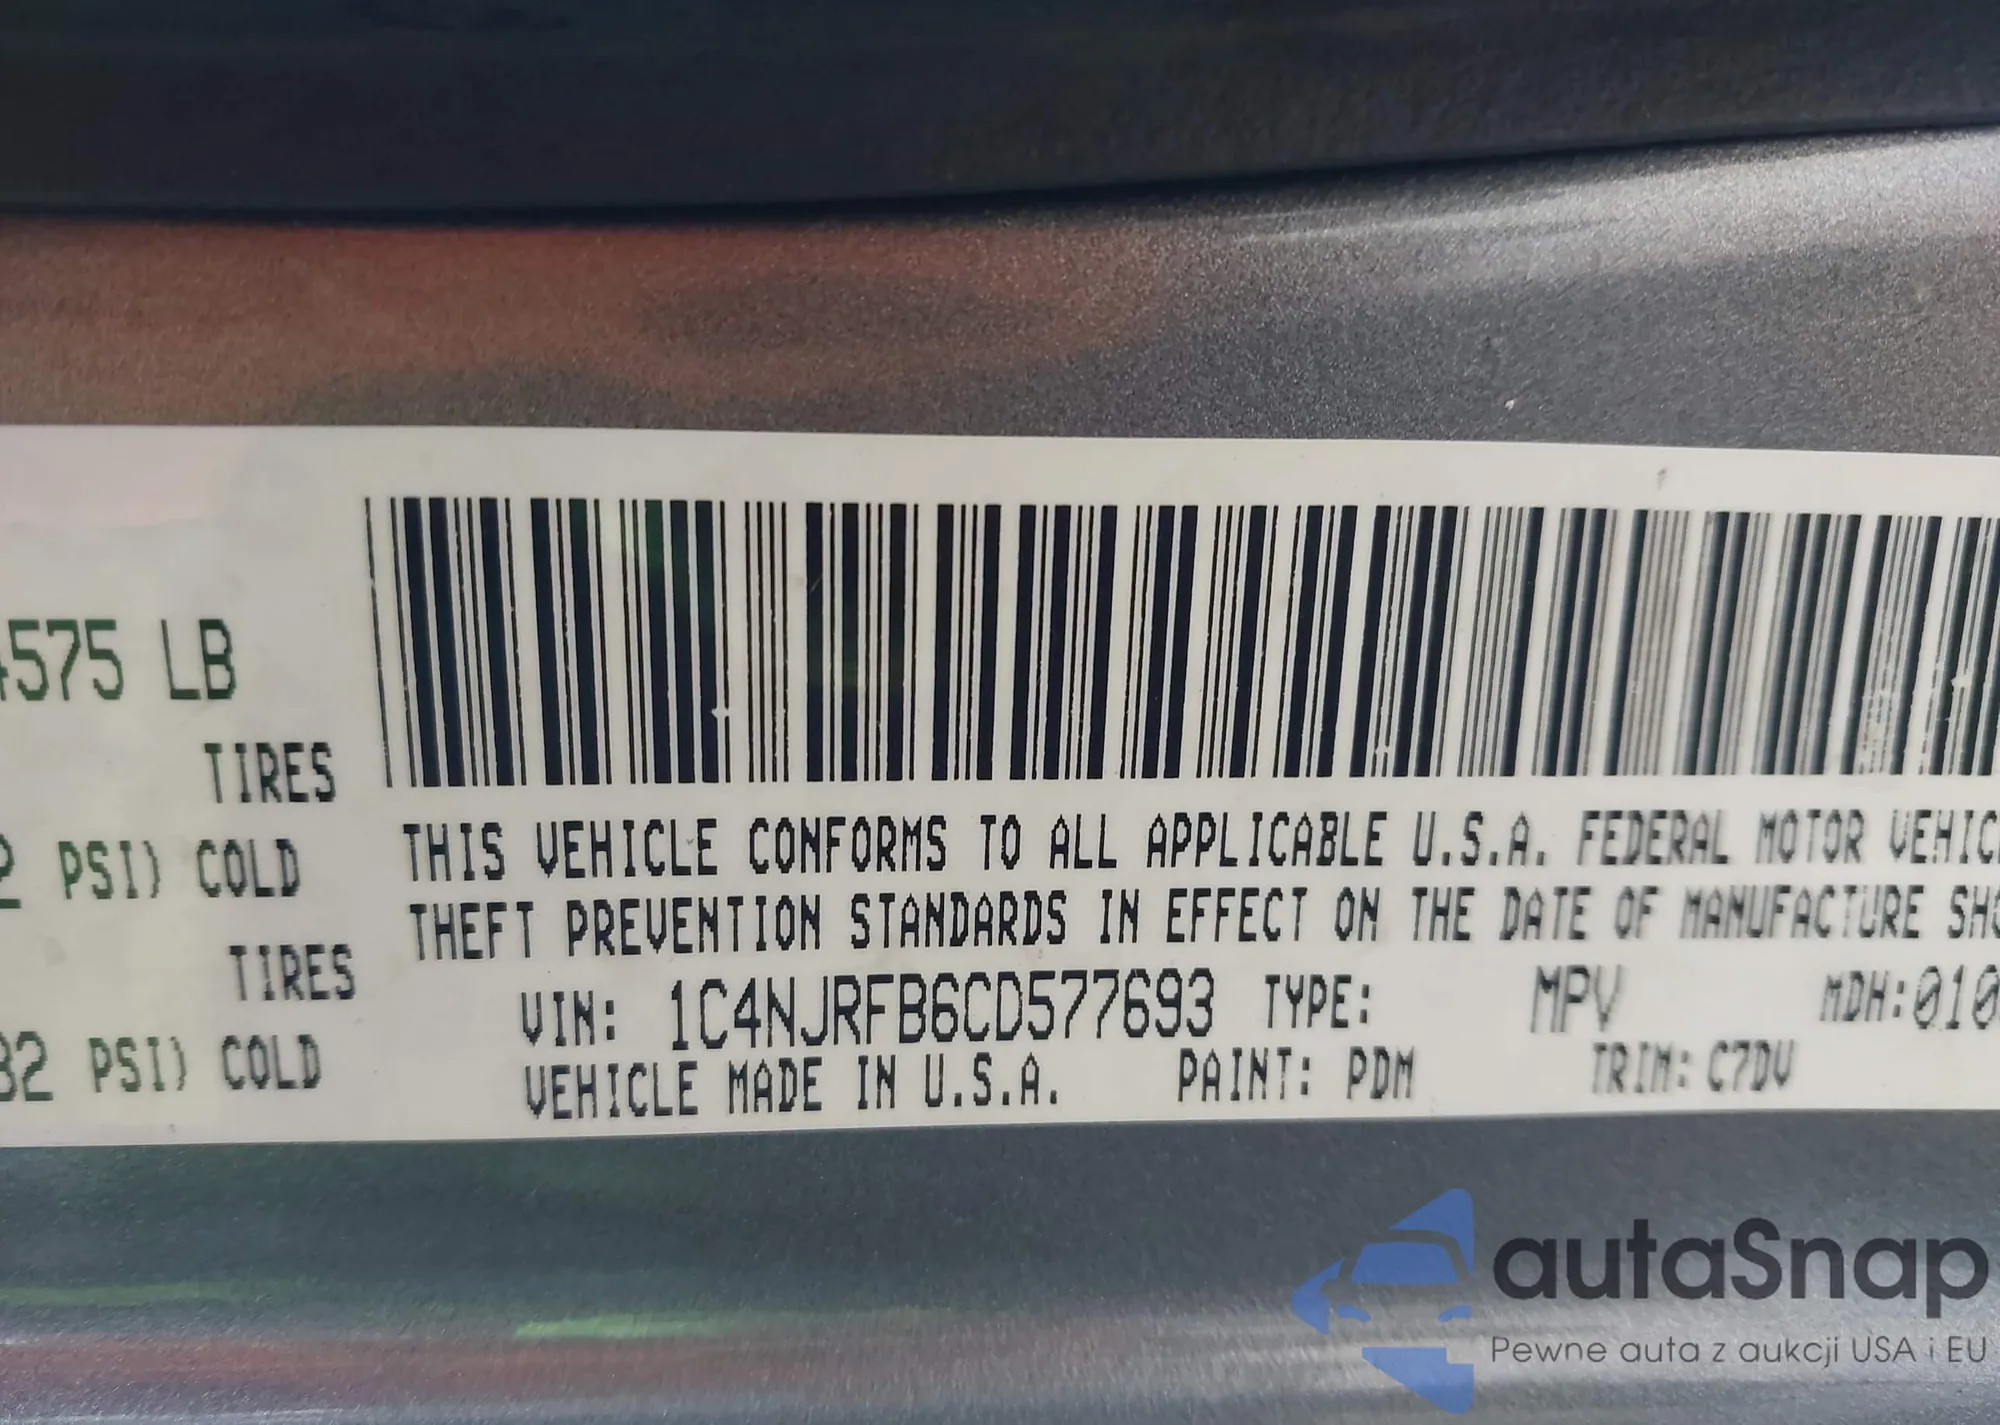 4575 LB
TIRES
2 PSI) COLD
TIRES
32 PSI) COLD
THIS VEHICLE CONFORMS TO ALL APPLICABLE U.S.A. FEDERAL MOTOR VEHIC
THEFT PREVENTION STANDARDS IN EFFECT ON THE DATE OF MANUFACTURE SHO
VIN: 1C4NJRFB6CD577693 TYPE: MPV MDH:010
VEHICLE MADE IN U.S.A. PAINT: PDM TRIM: C7DV
autaSnap
Pewne auta z aukcji USA i EU